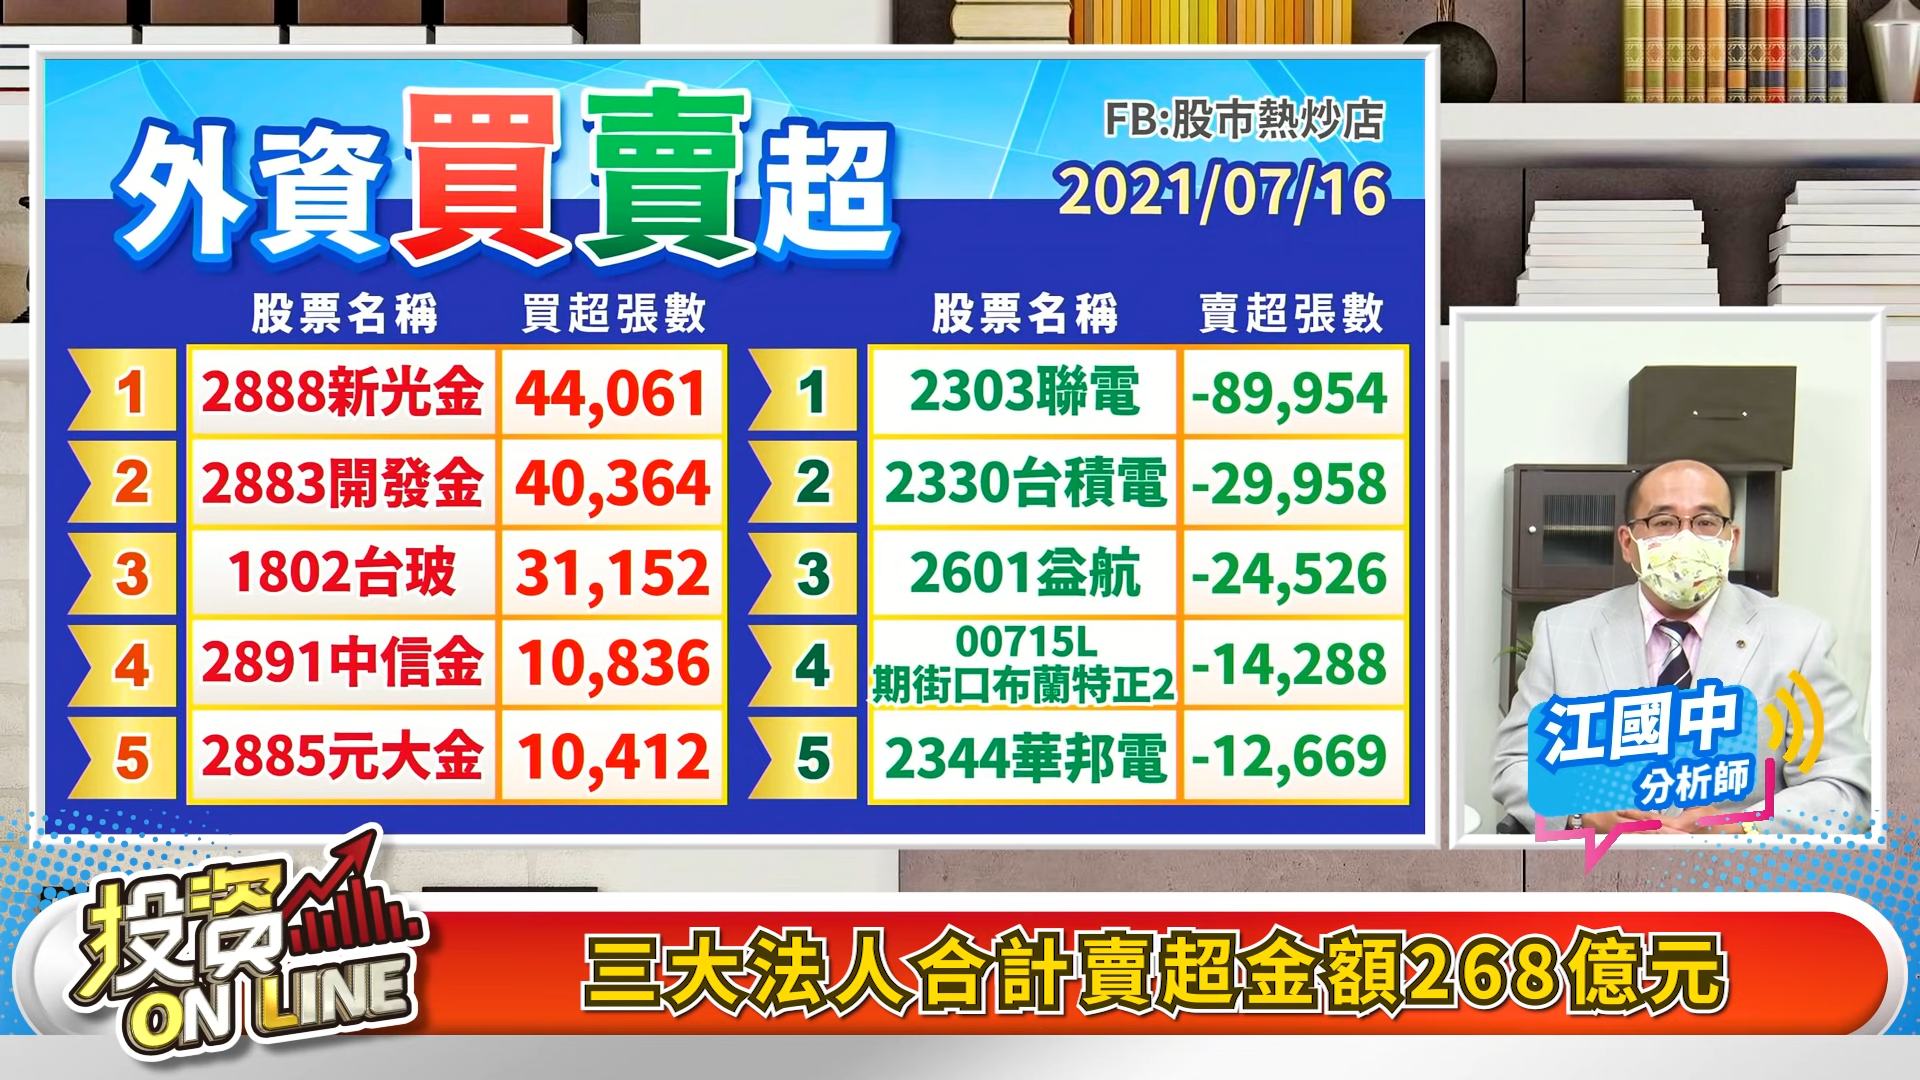 外資買賣超
FB:股市熱炒店
2021/07/16
股票名稱 買超張數
1 2888新光金 44,061
2 2883開發金 40,364
3 1802台玻 31,152
4 2891中信金 10,836
5 2885元大金 10,412
股票名稱 賣超張數
1 2303聯電 -89,954
2 2330台積電 -29,958
3 2601益航 -24,526
4 00715L
期街口布蘭特正2 -14,288
5 2344華邦電 -12,669
江國中
分析師
投資
ON LINE
三大法人合計賣超金額268億元